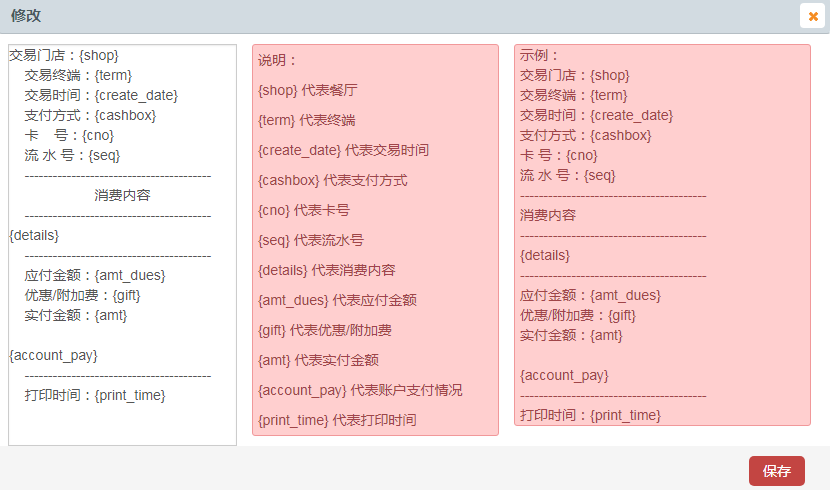 修改
交易门店：{shop}
交易终端：{term}
交易时间：{create_date}
支付方式：{cashbox}
卡    号：{cno}
流 水 号：{seq}
----------------------------------------
消费内容
----------------------------------------
{details}
----------------------------------------
应付金额：{amt_dues}
优惠/附加费：{gift}
实付金额：{amt}
{account_pay}
----------------------------------------
打印时间：{print_time}
说明：
{shop} 代表餐厅
{term} 代表终端
{create_date} 代表交易时间
{cashbox} 代表支付方式
{cno} 代表卡号
{seq} 代表流水号
{details} 代表消费内容
{amt_dues} 代表应付金额
{gift} 代表优惠/附加费
{amt} 代表实付金额
{account_pay} 代表账户支付情况
{print_time} 代表打印时间
示例：
交易门店：{shop}
交易终端：{term}
交易时间：{create_date}
支付方式：{cashbox}
卡 号：{cno}
流 水 号：{seq}
----------------------------------------
消费内容
----------------------------------------
{details}
----------------------------------------
应付金额：{amt_dues}
优惠/附加费：{gift}
实付金额：{amt}
{account_pay}
----------------------------------------
打印时间：{print_time}
保存